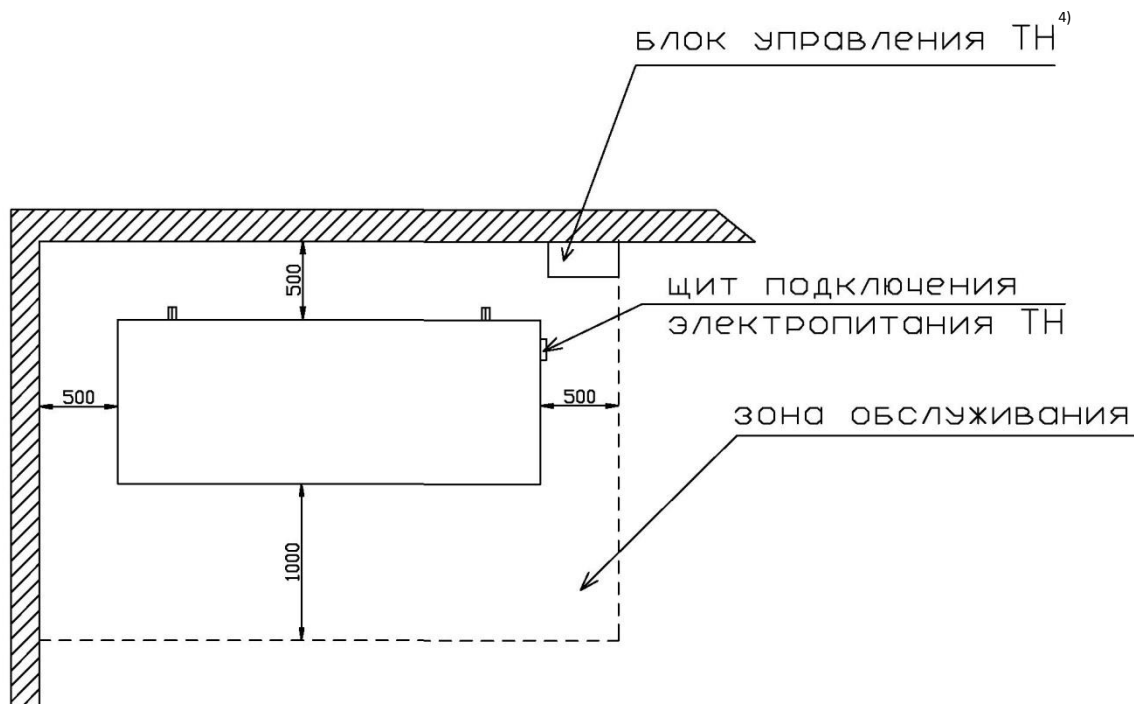 БЛОК УПРАВЛЕНИЯ ТН 4)
500
ЩИТ ПОДКЛЮЧЕНИЯ
ЭЛЕКТРОПИТАНИЯ ТН
500
500
ЗОНА ОБСЛУЖИВАНИЯ
1000